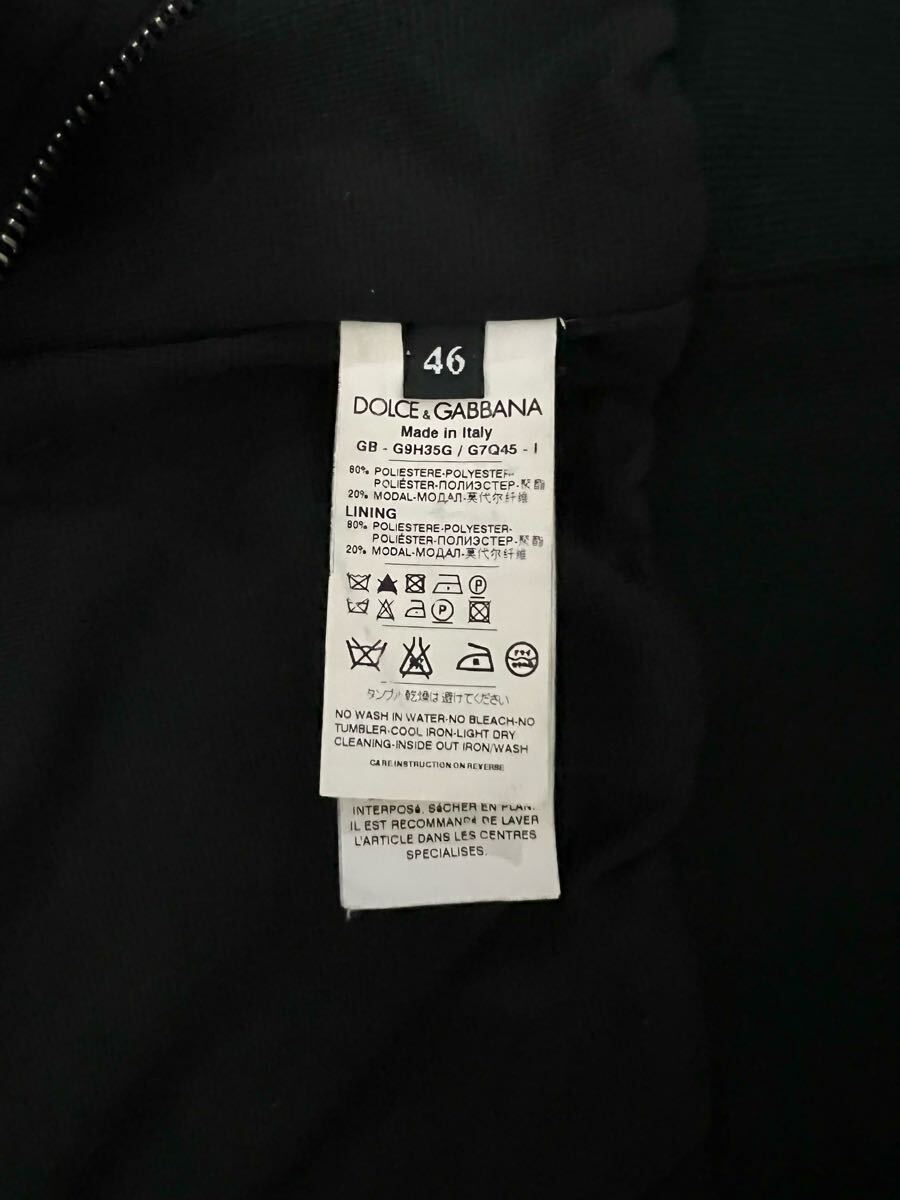 46
DOLCE & GABBANA
Made in Italy
GB - G9H35G / G7Q45 - I
80% POLIESTERE-POLYESTER-
POLIÉSTER-ПОЛИЭСТЕР-聚酯
20% MODAL-МОДАЛ-莫代尔纤维
LINING
80% POLIESTERE-POLYESTER-
POLIÉSTER-ПОЛИЭСТЕР-聚酯
20% MODAL-МОДАЛ-莫代尔纤维
P
P
ドライ
タンブル乾燥は避けてください
NO WASH IN WATER-NO BLEACH-NO
TUMBLER-COOL IRON-LIGHT DRY
CLEANING-INSIDE OUT IRON/WASH
CARE INSTRUCTION ON REVERSE
INTERPOSé. SéCHER EN PLAN.
IL EST RECOMMANDé DE LAVER
L'ARTICLE DANS LES CENTRES
SPECIALISES.